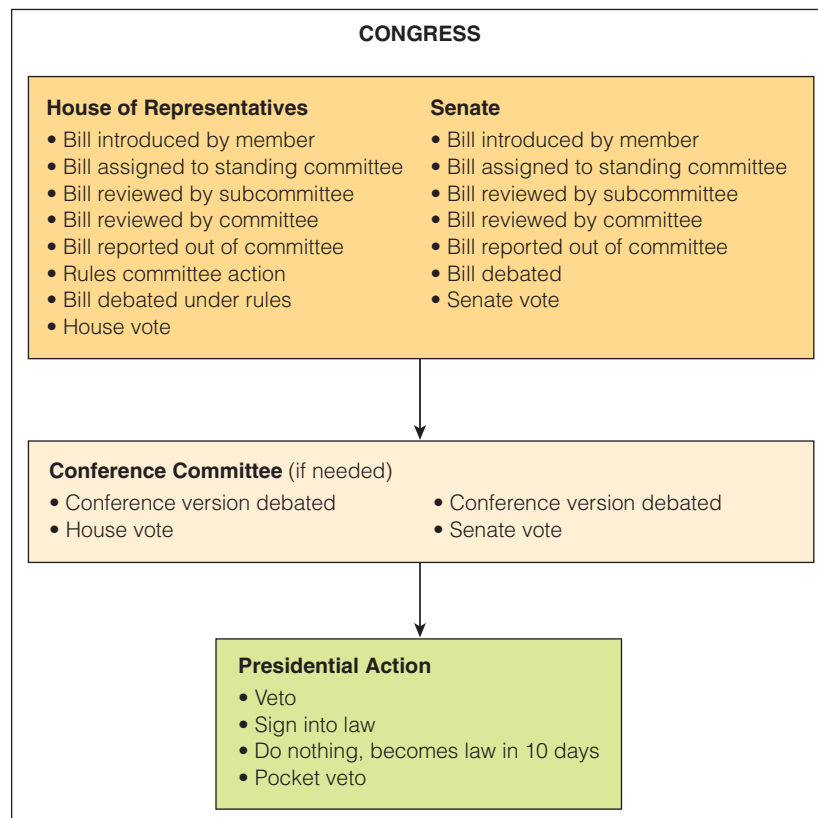 CONGRESS
House of Representatives
• Bill introduced by member
• Bill assigned to standing committee
• Bill reviewed by subcommittee
• Bill reviewed by committee
• Bill reported out of committee
• Rules committee action
• Bill debated under rules
• House vote
Senate
• Bill introduced by member
• Bill assigned to standing committee
• Bill reviewed by subcommittee
• Bill reviewed by committee
• Bill reported out of committee
• Bill debated
• Senate vote
Conference Committee (if needed)
• Conference version debated
• House vote
• Conference version debated
• Senate vote
Presidential Action
• Veto
• Sign into law
• Do nothing, becomes law in 10 days
• Pocket veto